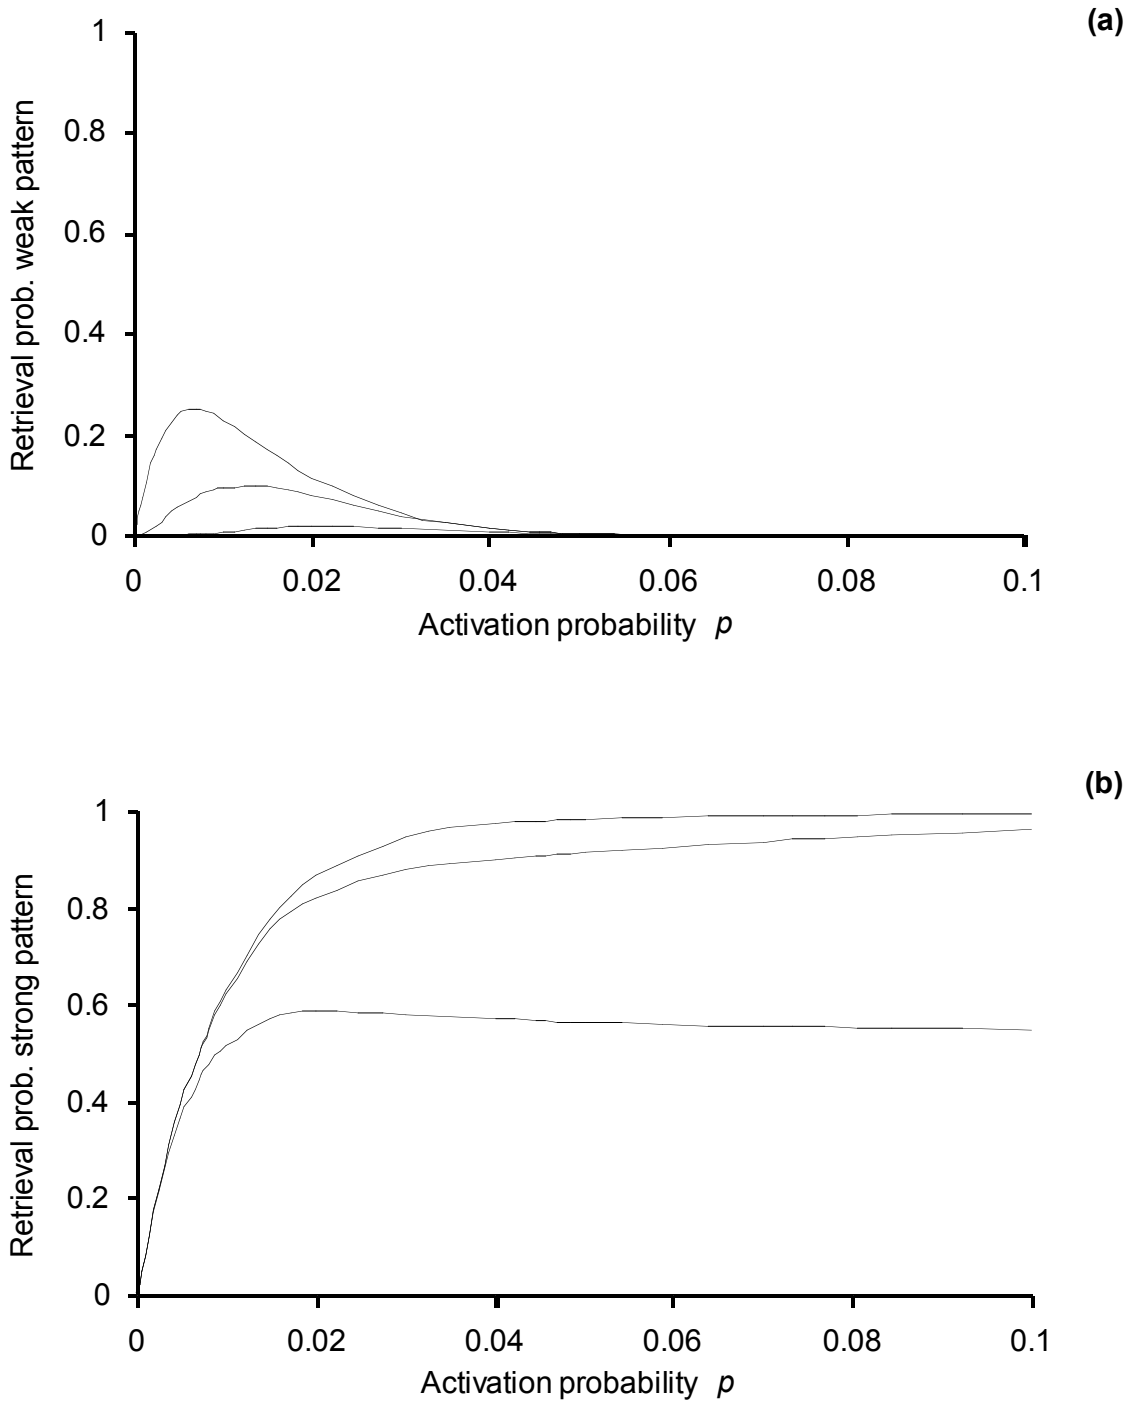 (a)
Retrieval prob. weak pattern
1
0.8
0.6
0.4
0.2
0
0 0.02 0.04 0.06 0.08 0.1
Activation probability p
(b)
Retrieval prob. strong pattern
1
0.8
0.6
0.4
0.2
0
0 0.02 0.04 0.06 0.08 0.1
Activation probability p